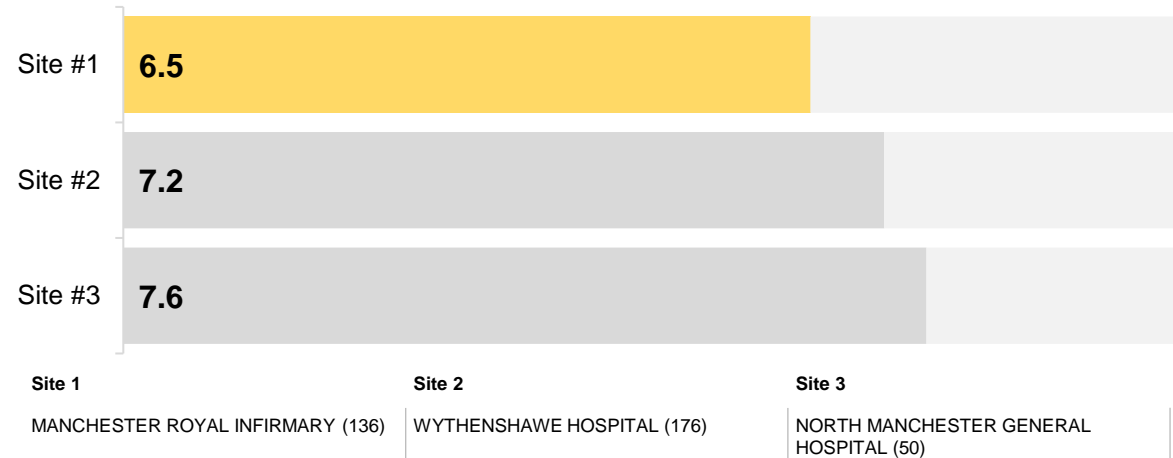 Site #1
6.5
Site #2
7.2
Site #3
7.6
Site 1
Site 2
Site 3
MANCHESTER ROYAL INFIRMARY (136)
WYTHENSHAWE HOSPITAL (176)
NORTH MANCHESTER GENERAL
HOSPITAL (50)